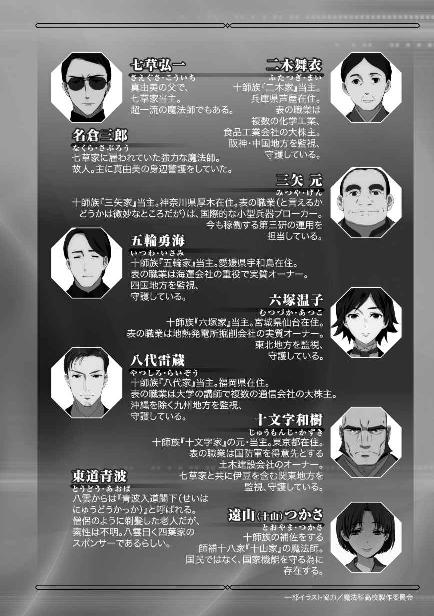 七草弘一
さえぐさ・こういち
真由美の父で、
七草家当主。
超一流の魔法師でもある。
二木舞衣
ふたつぎ・まい
十師族『二木家』当主。
兵庫県芦屋在住。
表の職業は
複数の化学工業、
食品工業会社の大株主。
阪神・中国地方を監視、
守護している。
名倉三郎
なくら・さぶろう
七草家に雇われていた強力な魔法師。
故人。主に真由美の身辺警護をしていた。
三矢 元
みつや・げん
十師族『三矢家』当主。神奈川県厚木在住。表の職業(と言えるか
どうかは微妙なところだが)は、国際的な小型兵器ブローカー。
今も稼働する第三研の運用を
担当している。
五輪勇海
いつわ・いさみ
十師族『五輪家』当主。愛媛県宇和島在住。
表の職業は海運会社の重役で実質オーナー。
四国地方を監視、
守護している。
六塚温子
むつづか・あつこ
十師族『六塚家』当主。宮城県仙台在住。
表の職業は地熱発電所掘削会社の実質オーナー。
東北地方を監視、
守護している。
八代雷蔵
やつしろ・らいぞう
十師族『八代家』当主。福岡県在住。
表の職業は大学の講師で複数の通信会社の大株主。
沖縄を除く九州地方を監視、
守護している。
十文字和樹
じゅうもんじ・かずき
十師族『十文字家』の元・当主。東京都在住。
表の職業は国防軍を得意先とする
土木建設会社のオーナー。
七草家と共に伊豆を含む関東地方を
監視、守護している。
東道青波
とうどう・あおば
八雲からは『青波入道閣下(せいは
にゅうどうかっか)』と呼ばれる。
僧侶のように剃髪した老人だが、
素性は不明。八雲曰く四葉家の
スポンサーであるらしい。
遠山(十山)つかさ
とおやま・つかさ
十師族の補佐をする
師補十八家『十山家』の魔法師。
国民ではなく、国家機能を守る為に
存在する。
一部イラスト協力／魔法科高校製作委員会